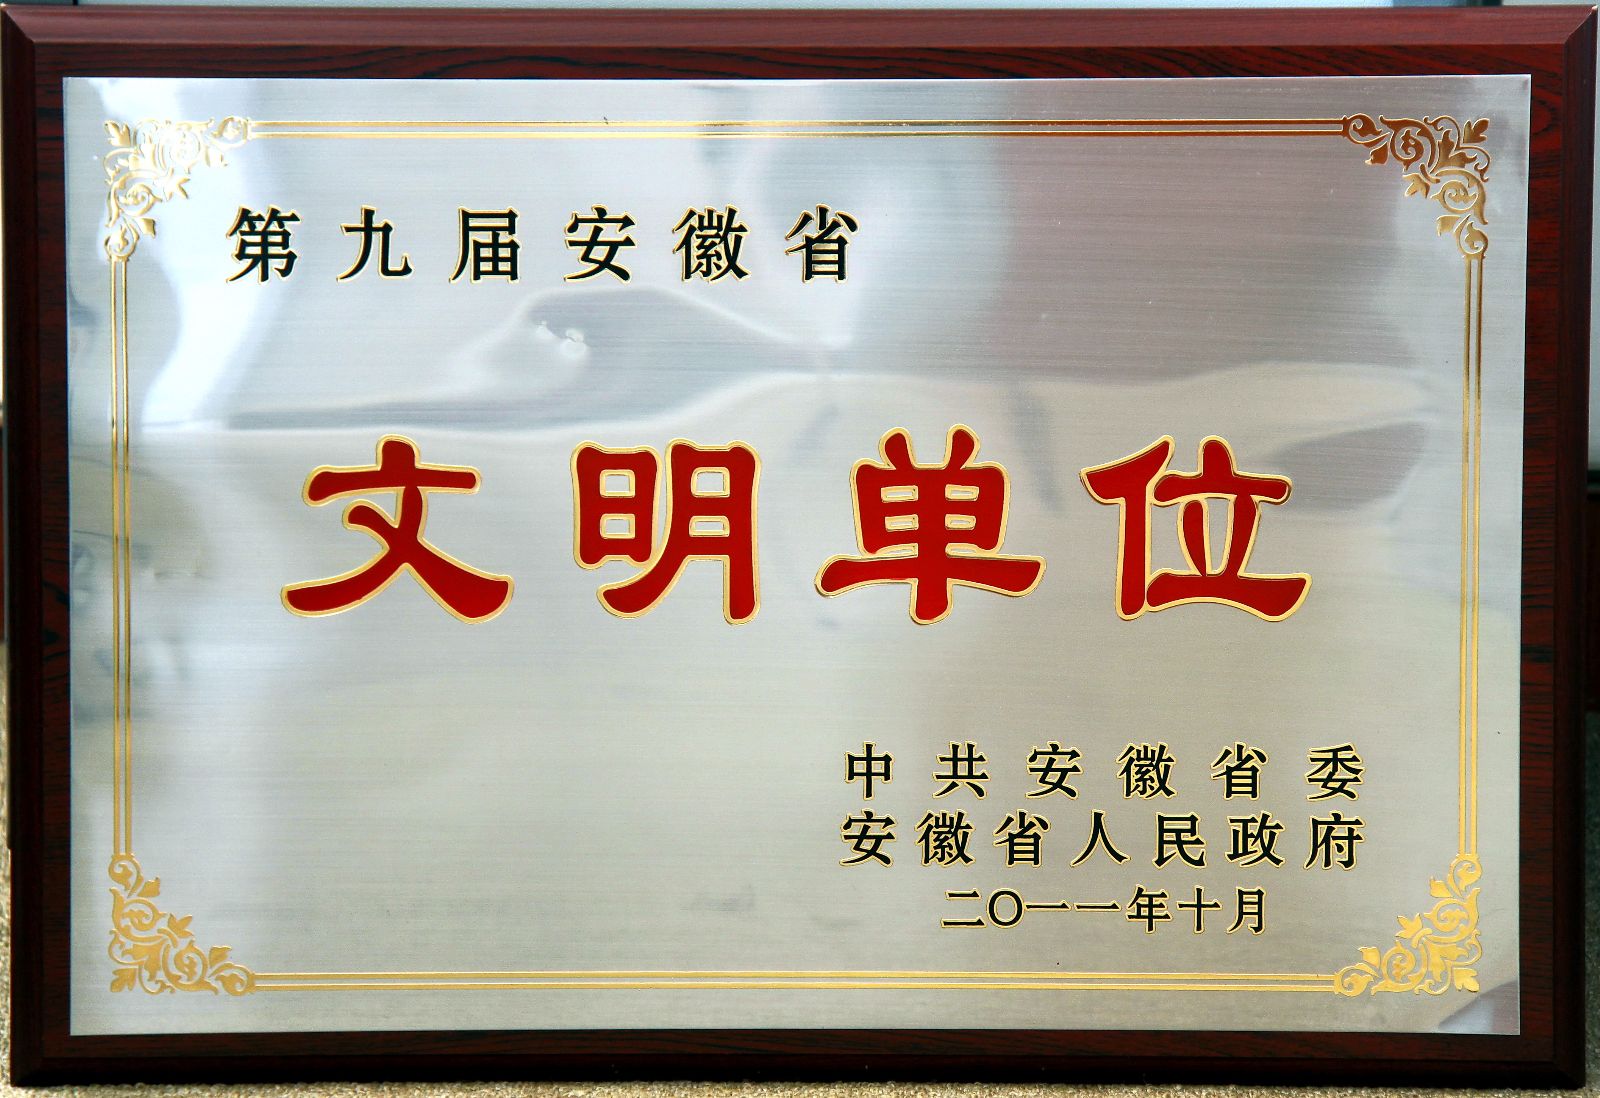 第九届安徽省
文明单位
中共安徽省委
安徽省人民政府
二〇一一年十月